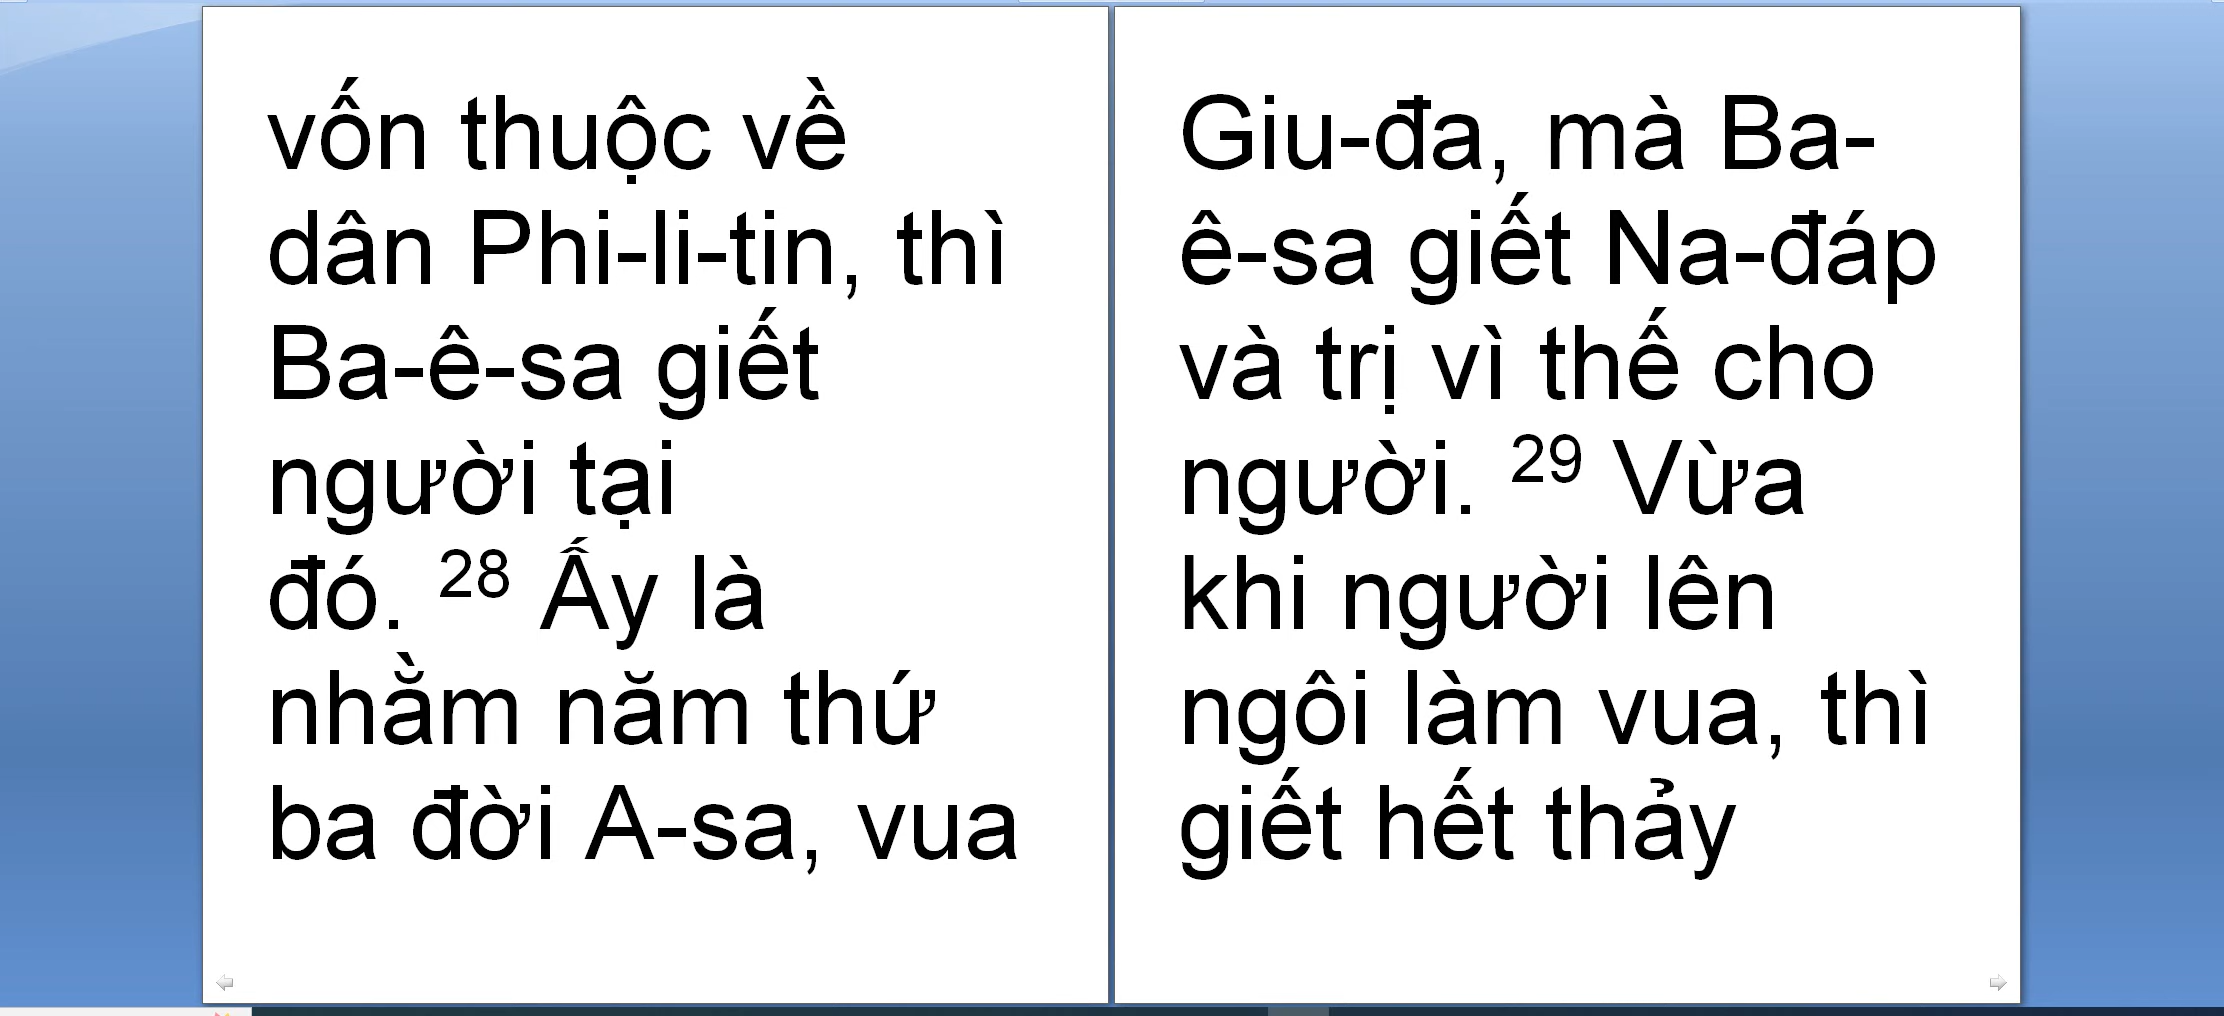 vốn thuộc về
dân Phi-li-tin, thì
Ba-ê-sa giết
người tại
đó. 28 Ấy là
nhằm năm thứ
ba đời A-sa, vua
Giu-đa, mà Ba-
ê-sa giết Na-đáp
và trị vì thế cho
người. 29 Vừa
khi người lên
ngôi làm vua, thì
giết hết thảy